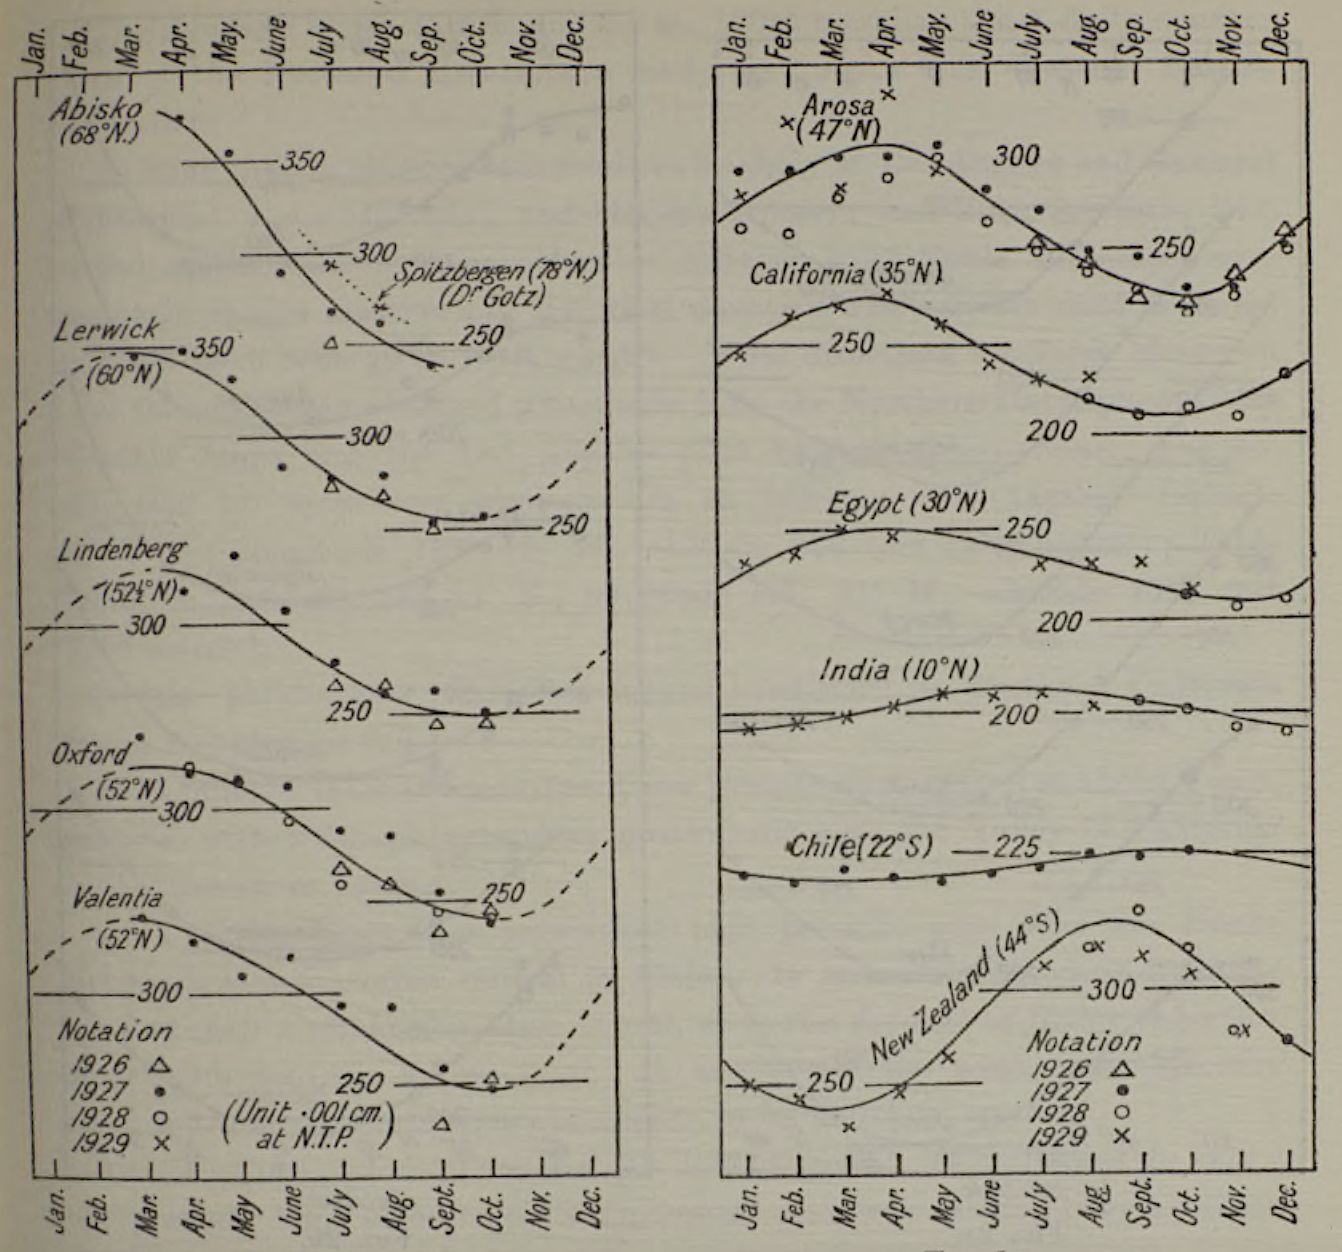 Jan. Feb. Mar. Apr. May. June July Aug. Sep. Oct. Nov. Dec.
Abisko
(68°N.)
350
300
Spitzbergen (78°N.)
(Dr Gotz)
250
Lerwick
350
(60°N)
300
250
Lindenberg
(52½°N)
300
250
Oxford
(52°N)
300
250
Valentia
(52°N)
300
Notation
1926 △
1927 •
1928 ○
1929 ×
250
(Unit ·001 cm.
at N.T.P.)
Jan. Feb. Mar. Apr. May June July Aug. Sept. Oct. Nov. Dec.
Jan. Feb. Mar. Apr. May. June July Aug. Sep. Oct. Nov. Dec.
Arosa
(47°N)
300
250
California (35°N)
250
200
Egypt (30°N)
250
200
India (10°N)
200
Chile (22°S) 225
New Zealand (44°S)
300
Notation
1926 △
1927 •
1928 ○
1929 ×
250
Jan. Feb. Mar. Apr. May June July Aug. Sept. Oct. Nov. Dec.